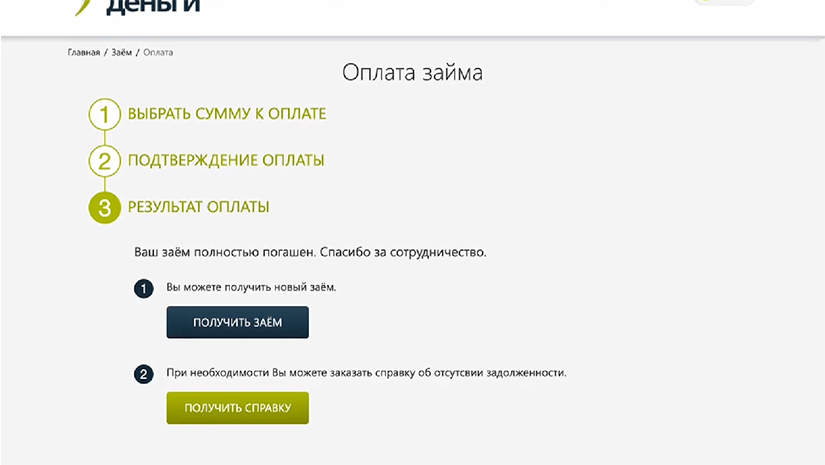 деньги
Главная / Заём / Оплата
Оплата займа
1 ВЫБРАТЬ СУММУ К ОПЛАТЕ
2 ПОДТВЕРЖДЕНИЕ ОПЛАТЫ
3 РЕЗУЛЬТАТ ОПЛАТЫ
Ваш заём полностью погашен. Спасибо за сотрудничество.
1 Вы можете получить новый заём.
ПОЛУЧИТЬ ЗАЁМ
2 При необходимости Вы можете заказать справку об отсутсвии задолженности.
ПОЛУЧИТЬ СПРАВКУ